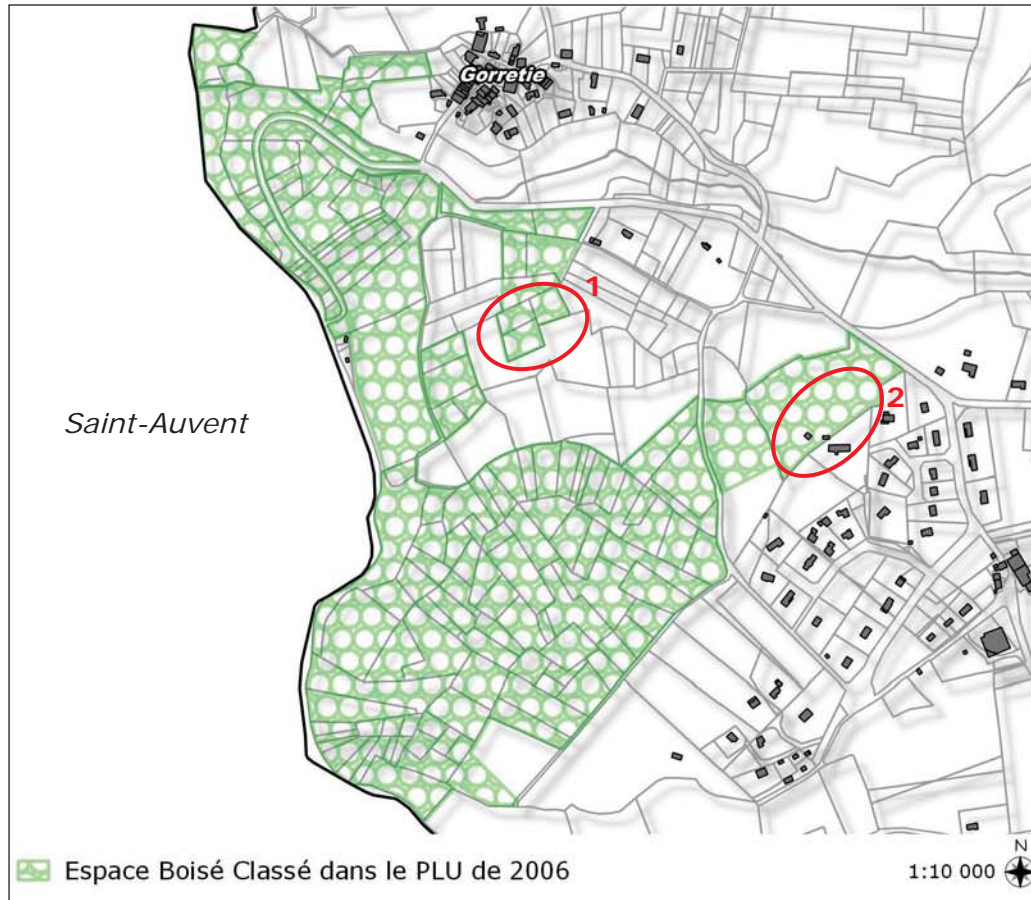 Gorretie
1
2
Saint-Auvent
Espace Boisé Classé dans le PLU de 2006
1:10 000
N